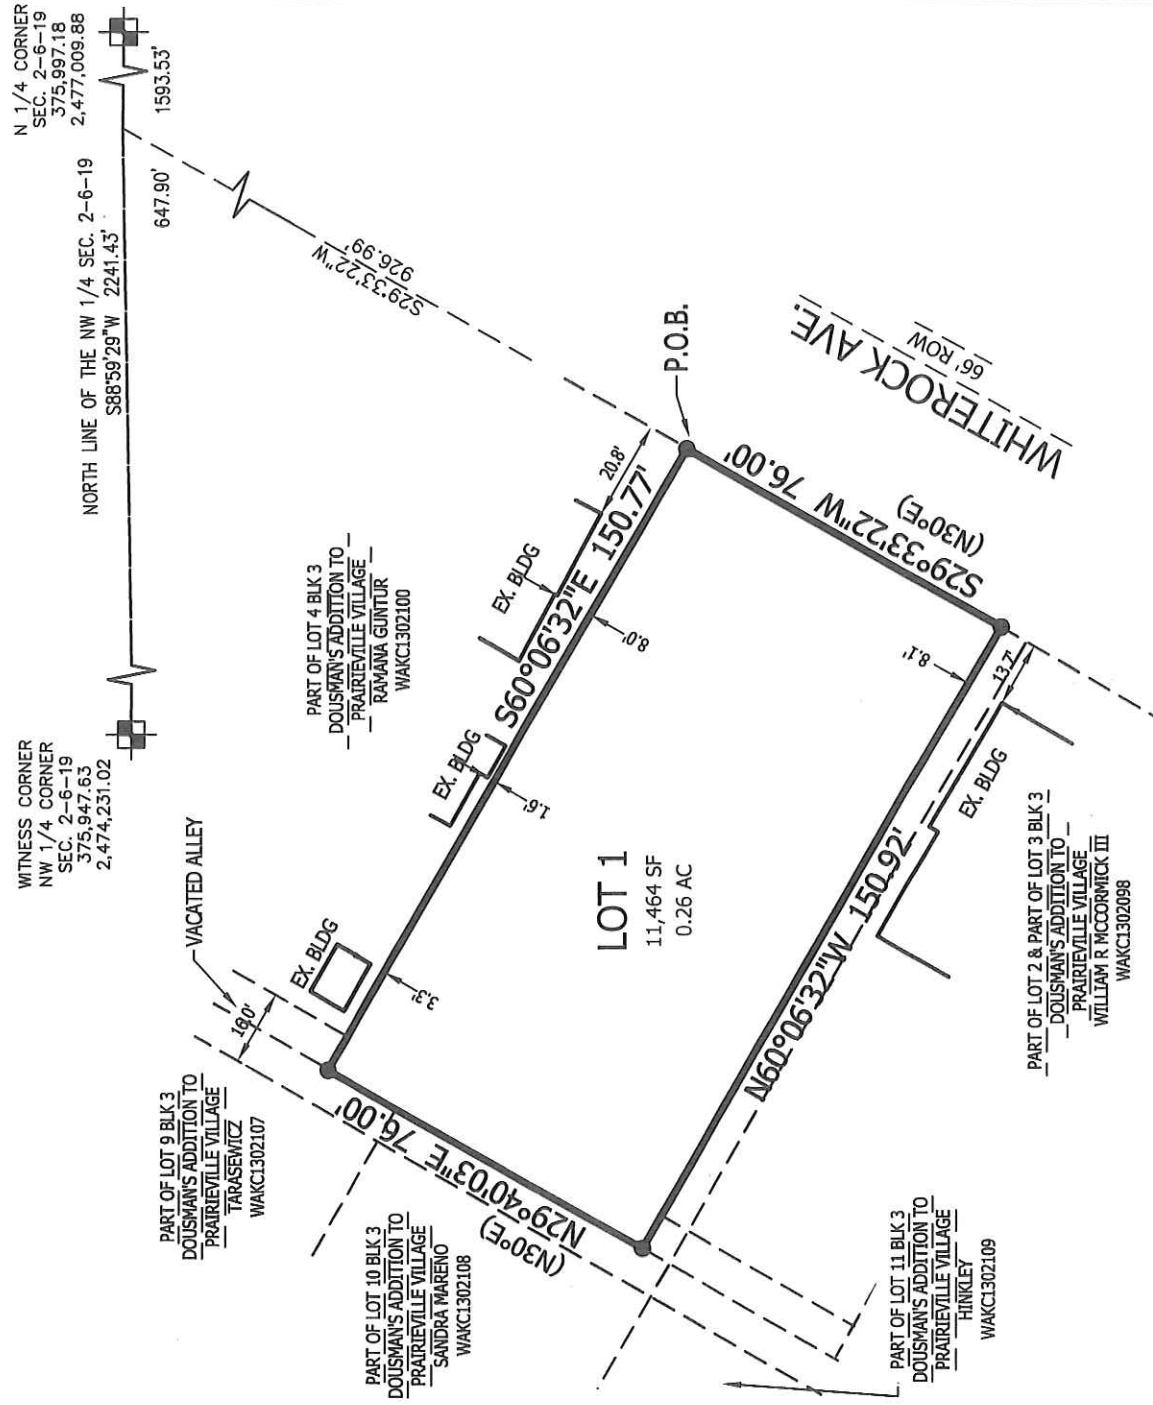 WITNESS CORNER
NW 1/4 CORNER
SEC. 2-6-19
375,947.63
2,474,231.02
NORTH LINE OF THE NW 1/4 SEC. 2-6-19
S88°59'29"W 2241.43'
647.90'
1593.53'
N 1/4 CORNER
SEC. 2-6-19
375,997.18
2,477,009.88
S29°33'22"W
926.99'
VACATED ALLEY
16.0'
PART OF LOT 9 BLK 3
DOUSMAN'S ADDITION TO
PRAIRIEVILLE VILLAGE
TARASEWICZ
WAKC1302107
PART OF LOT 4 BLK 3
DOUSMAN'S ADDITION TO
PRAIRIEVILLE VILLAGE
RAMANA GUNTUR
WAKC1302100
EX. BLDG
EX. BLDG
EX. BLDG
20.8'
P.O.B.
S60°06'32"E 150.77'
3.3'
1.6'
8.0'
N29°40'03"E 76.00'
(N30°E)
LOT 1
11,464 SF
0.26 AC
S29°33'22"W 76.00'
(N30°E)
WHITEROCK AVE.
66' ROW
8.1'
13.7'
N60°06'32"W 150.92'
EX. BLDG
PART OF LOT 10 BLK 3
DOUSMAN'S ADDITION TO
PRAIRIEVILLE VILLAGE
SANDRA MARENO
WAKC1302108
PART OF LOT 11 BLK 3
DOUSMAN'S ADDITION TO
PRAIRIEVILLE VILLAGE
HINKLEY
WAKC1302109
PART OF LOT 2 & PART OF LOT 3 BLK 3
DOUSMAN'S ADDITION TO
PRAIRIEVILLE VILLAGE
WILLIAM R MCCORMICK III
WAKC1302098